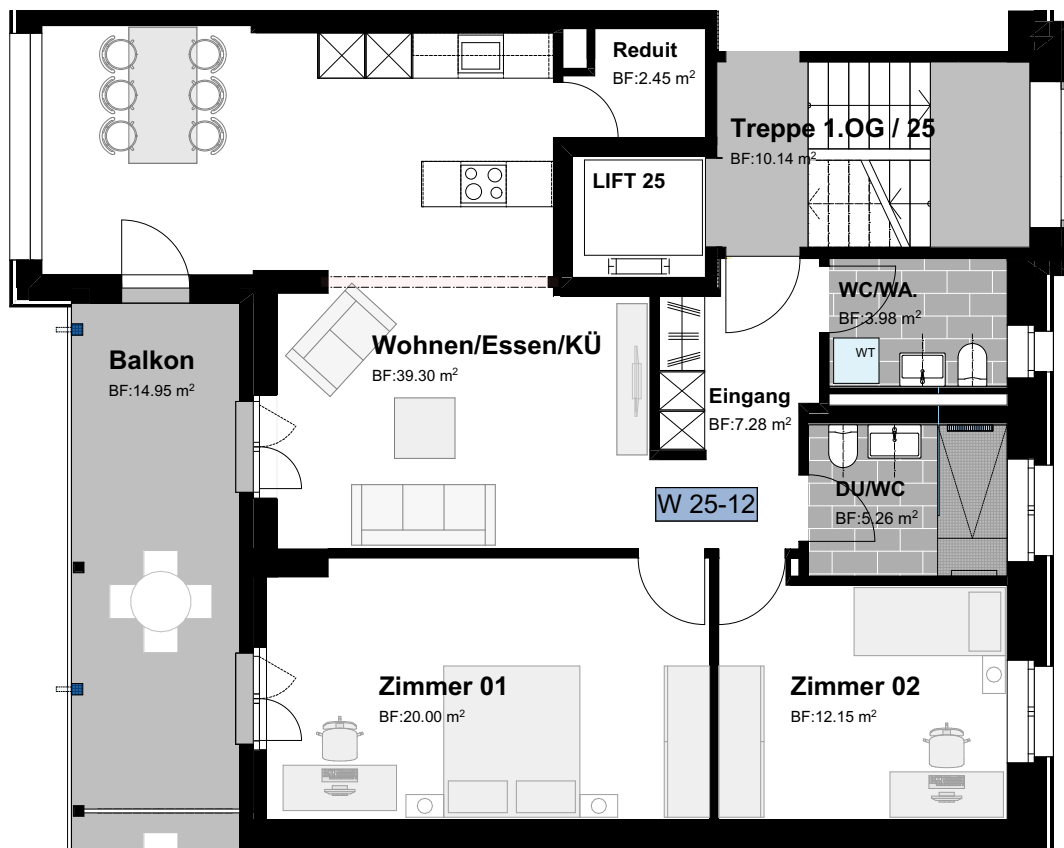 Reduit
BF:2.45 m²
Treppe 1.OG / 25
BF:10.14 m²
LIFT 25
WC/WA.
BF:3.98 m²
WT
Balkon
BF:14.95 m²
Wohnen/Essen/KÜ
BF:39.30 m²
Eingang
BF:7.28 m²
W 25-12
DU/WC
BF:5.26 m²
Zimmer 01
BF:20.00 m²
Zimmer 02
BF:12.15 m²